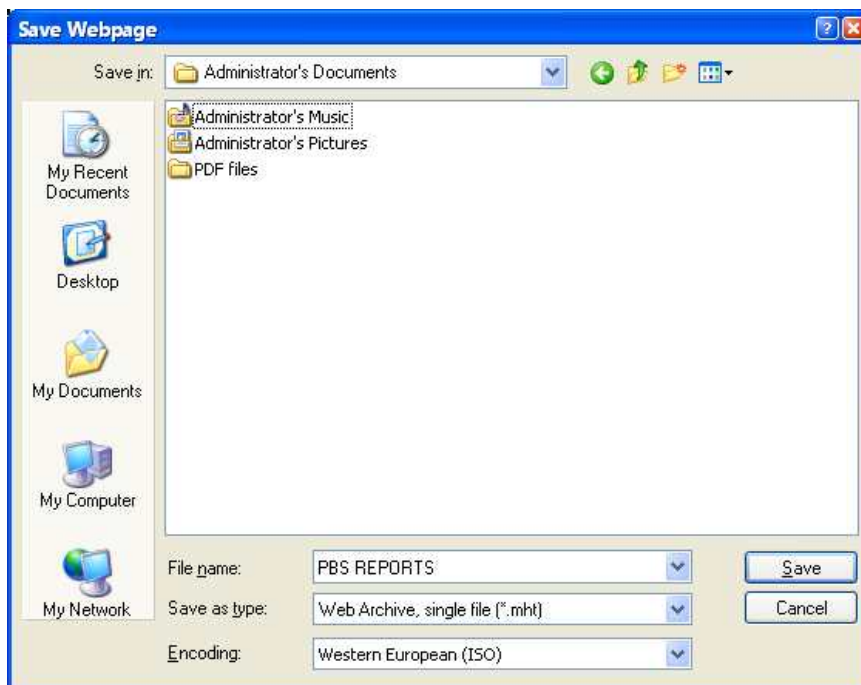 Save Webpage
Save in:
Administrator's Documents
Administrator's Music
Administrator's Pictures
PDF files
My Recent
Documents
Desktop
My Documents
My Computer
My Network
File name:
PBS REPORTS
Save
Save as type:
Web Archive, single file (*.mht)
Cancel
Encoding:
Western European (ISO)